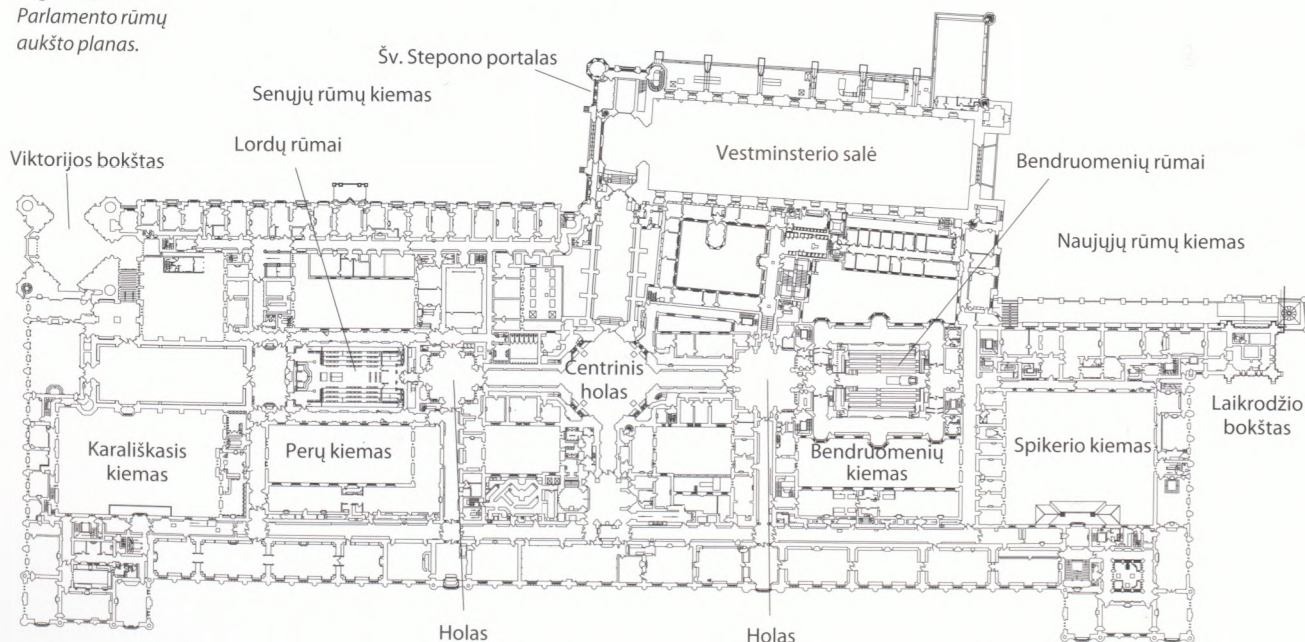 Parlamento rūmų
aukšto planas.
Šv. Stepono portalas
Senųjų rūmų kiemas
Viktorijos bokštas
Lordų rūmai
Vestminsterio salė
Bendruomenių rūmai
Naujųjų rūmų kiemas
Centrinis
holas
Laikrodžio
bokštas
Karališkasis
kiemas
Perų kiemas
Bendruomenių
kiemas
Spikerio kiemas
Holas
Holas